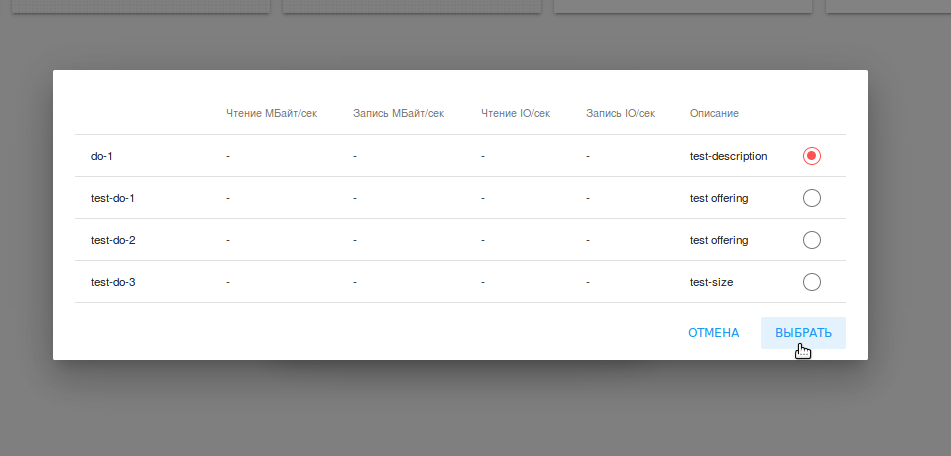 Чтение МБайт/сек Запись МБайт/сек Чтение IO/сек Запись IO/сек Описание
do-1 - - - - test-description
test-do-1 - - - - test offering
test-do-2 - - - - test offering
test-do-3 - - - - test-size
ОТМЕНА ВЫБРАТЬ